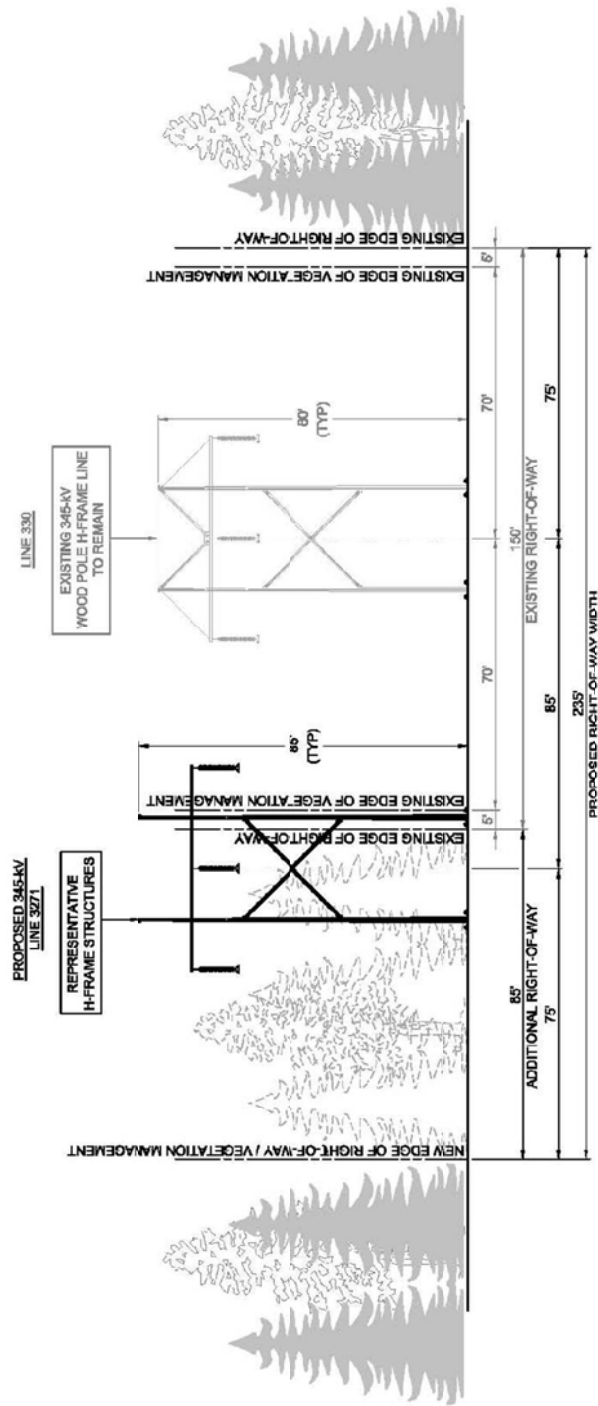 PROPOSED 345-kV
LINE 3271
REPRESENTATIVE
H-FRAME STRUCTURES
LINE 330
EXISTING 345-kV
WOOD POLE H-FRAME LINE
TO REMAIN
85'
(TYP)
80'
(TYP)
NEW EDGE OF RIGHT-OF-WAY / VEGETATION MANAGEMENT
EXISTING EDGE OF RIGHT-OF-WAY
EXISTING EDGE OF VEGETATION MANAGEMENT
EXISTING EDGE OF VEGETATION MANAGEMENT
EXISTING EDGE OF RIGHT-OF-WAY
5'
70'
70'
5'
85'
ADDITIONAL RIGHT-OF-WAY
150'
EXISTING RIGHT-OF-WAY
75'
85'
75'
235'
PROPOSED RIGHT-OF-WAY WIDTH